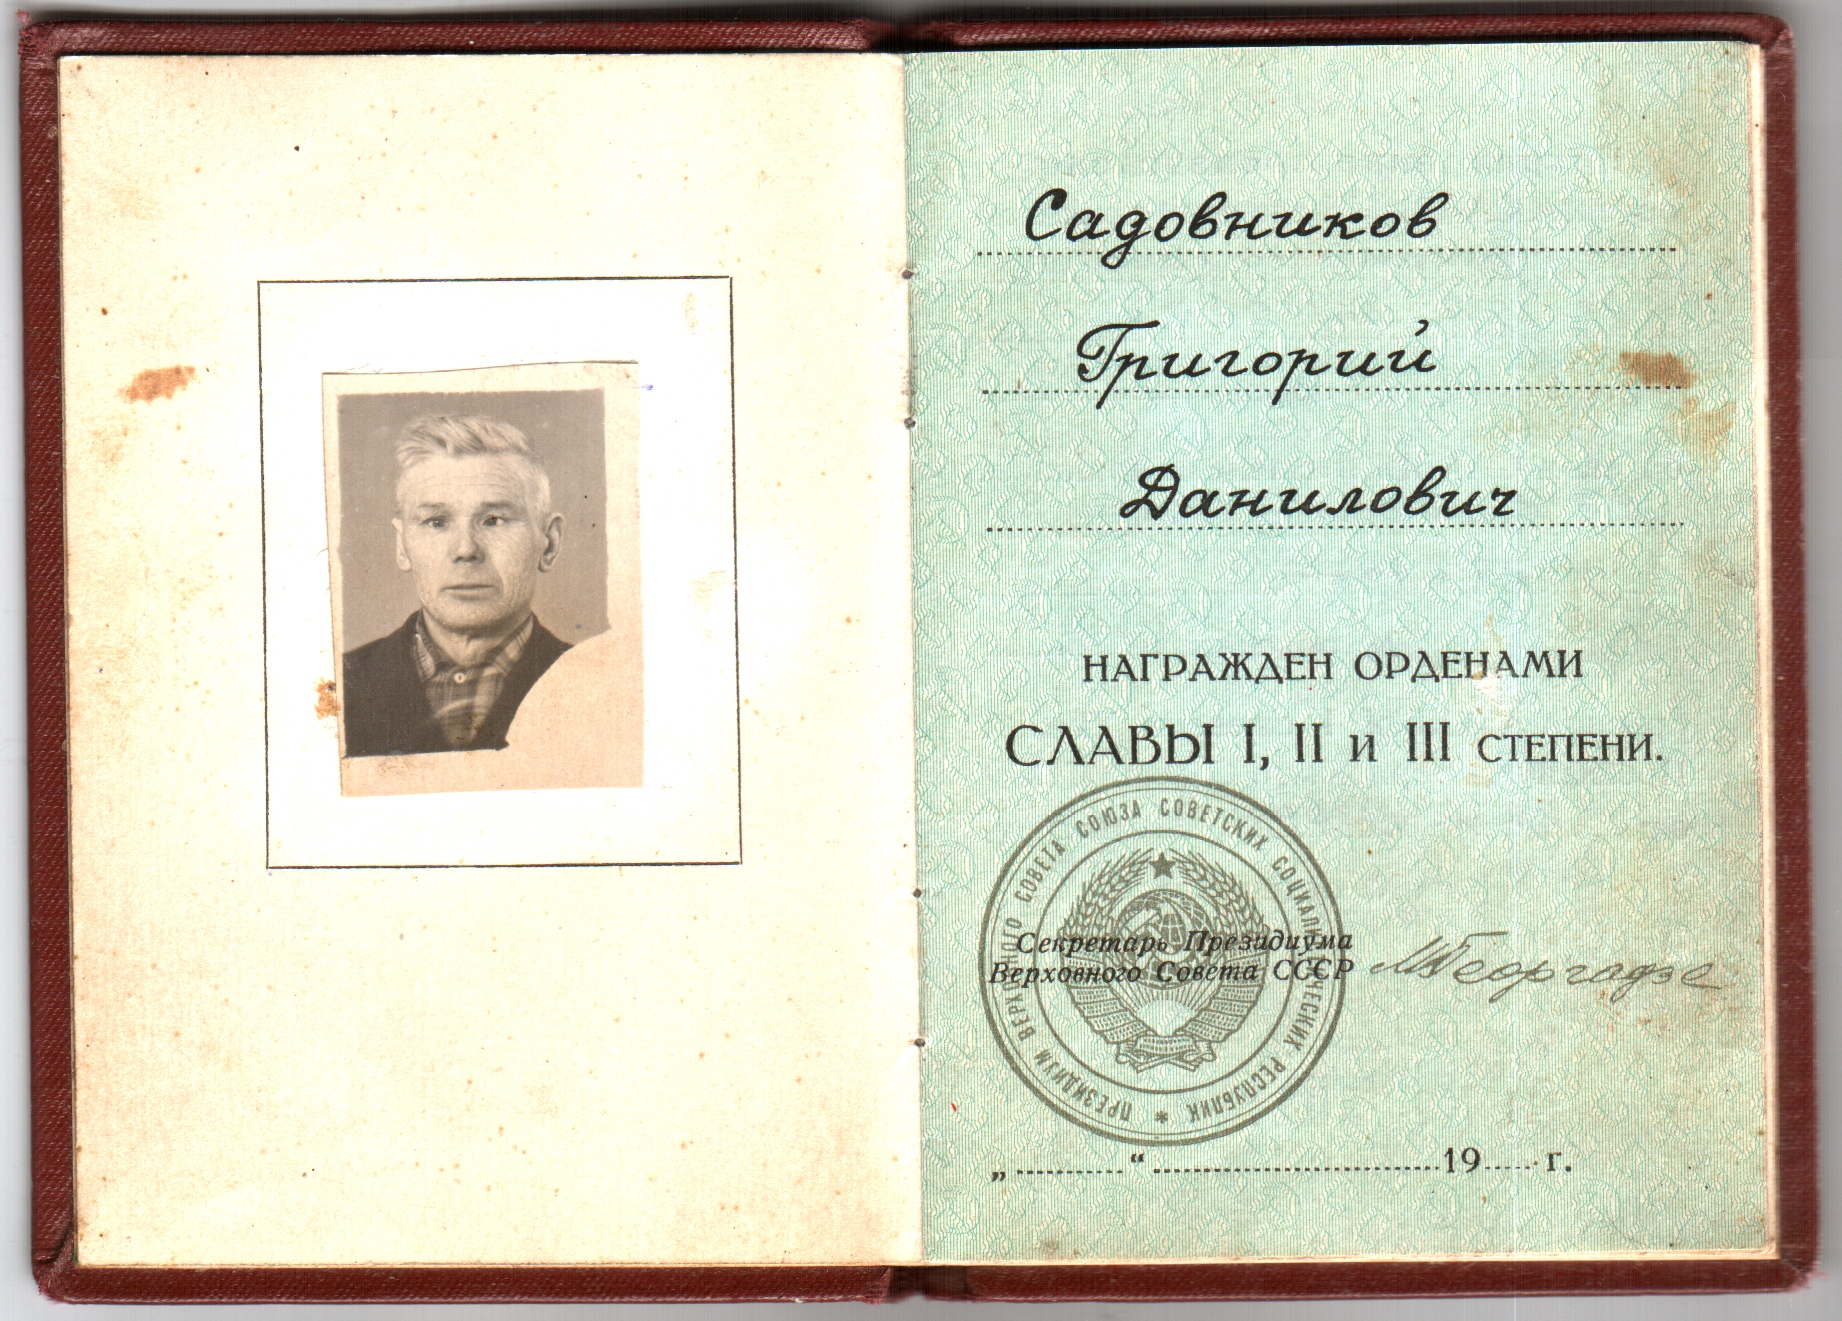 Садовников
Григорий
Данилович
НАГРАЖДЕН ОРДЕНАМИ
СЛАВЫ I, II и III СТЕПЕНИ.
ПРЕЗИДИУМ ВЕРХОВНОГО СОВЕТА СОЮЗА СОВЕТСКИХ СОЦИАЛИСТИЧЕСКИХ РЕСПУБЛИК *
Секретарь Президиума
Верховного Совета СССР МГеоргадзе
„..........“ .............................. 19..... г.